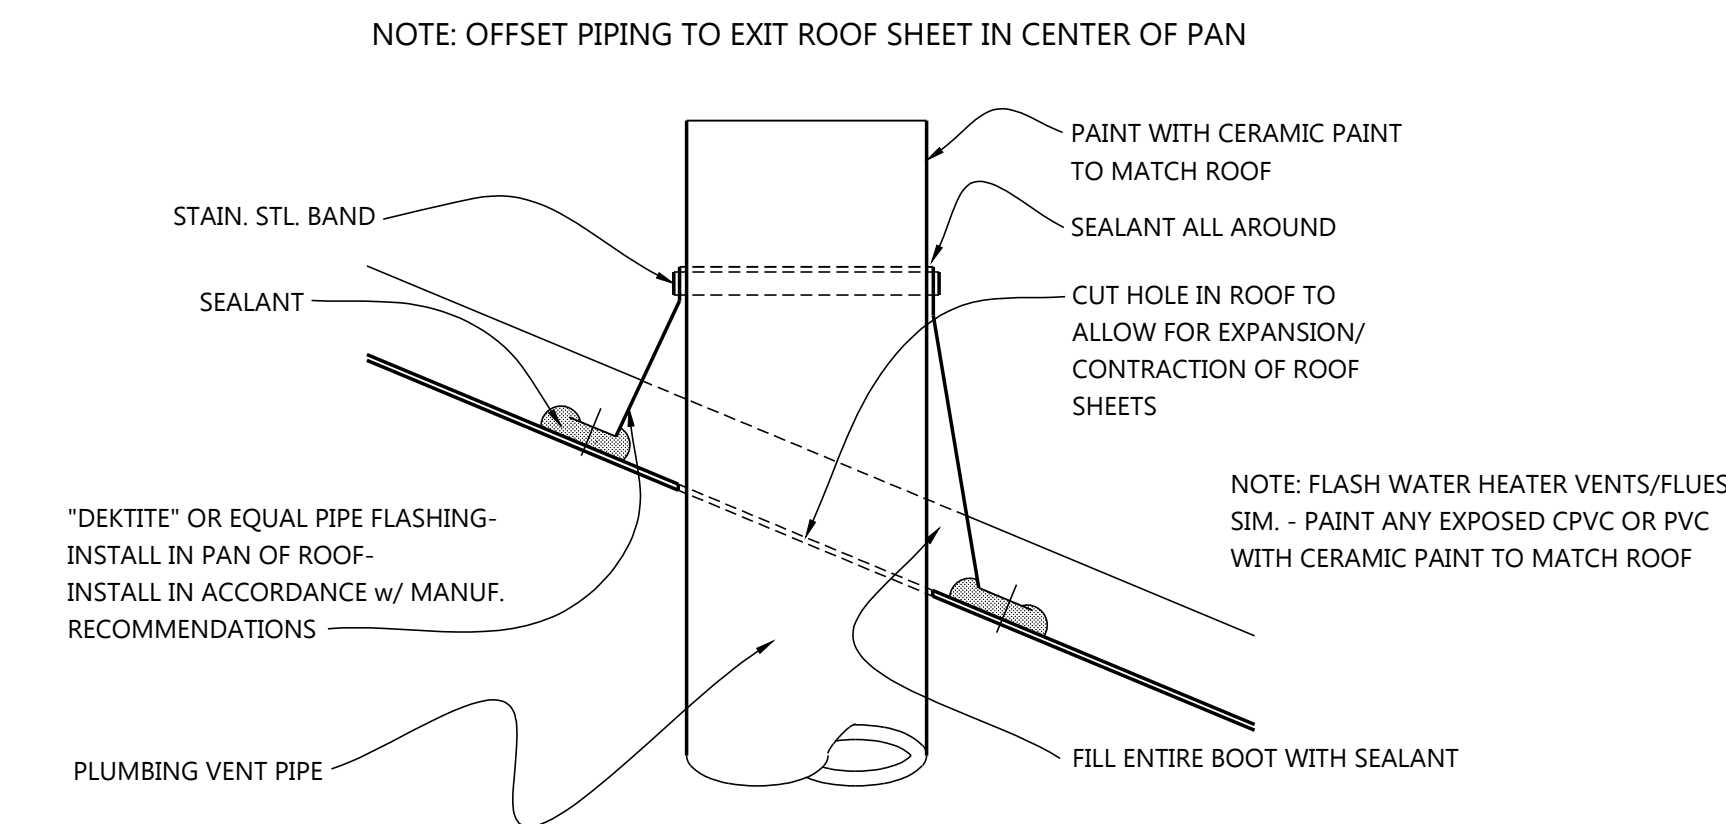 NOTE: OFFSET PIPING TO EXIT ROOF SHEET IN CENTER OF PAN
PAINT WITH CERAMIC PAINT
TO MATCH ROOF
STAIN. STL. BAND
SEALANT ALL AROUND
SEALANT
CUT HOLE IN ROOF TO
ALLOW FOR EXPANSION/
CONTRACTION OF ROOF
SHEETS
NOTE: FLASH WATER HEATER VENTS/FLUES
SIM. - PAINT ANY EXPOSED CPVC OR PVC
WITH CERAMIC PAINT TO MATCH ROOF
"DEKTITE" OR EQUAL PIPE FLASHING-
INSTALL IN PAN OF ROOF-
INSTALL IN ACCORDANCE w/ MANUF.
RECOMMENDATIONS
PLUMBING VENT PIPE
FILL ENTIRE BOOT WITH SEALANT